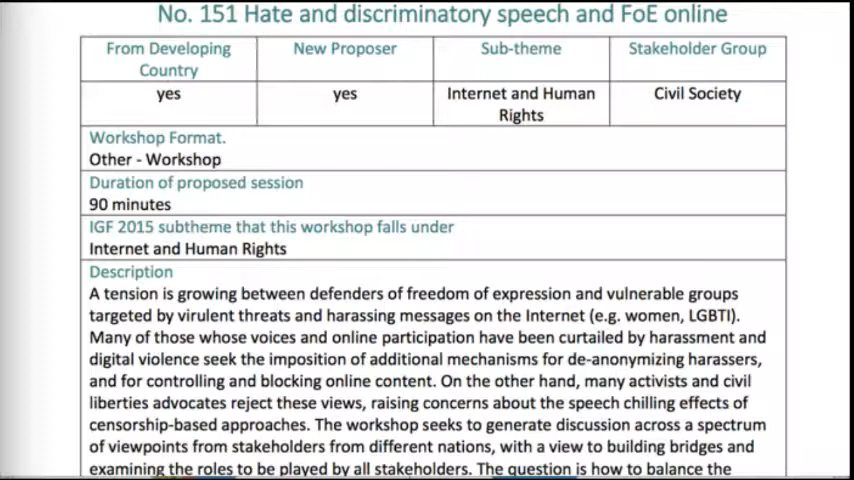 No. 151 Hate and discriminatory speech and FoE online
From Developing Country
New Proposer
Sub-theme
Stakeholder Group
yes
yes
Internet and Human Rights
Civil Society
Workshop Format.
Other - Workshop
Duration of proposed session
90 minutes
IGF 2015 subtheme that this workshop falls under
Internet and Human Rights
Description
A tension is growing between defenders of freedom of expression and vulnerable groups
targeted by virulent threats and harassing messages on the Internet (e.g. women, LGBTI).
Many of those whose voices and online participation have been curtailed by harassment and
digital violence seek the imposition of additional mechanisms for de-anonymizing harassers,
and for controlling and blocking online content. On the other hand, many activists and civil
liberties advocates reject these views, raising concerns about the speech chilling effects of
censorship-based approaches. The workshop seeks to generate discussion across a spectrum
of viewpoints from stakeholders from different nations, with a view to building bridges and
examining the roles to be played by all stakeholders. The question is how to balance the